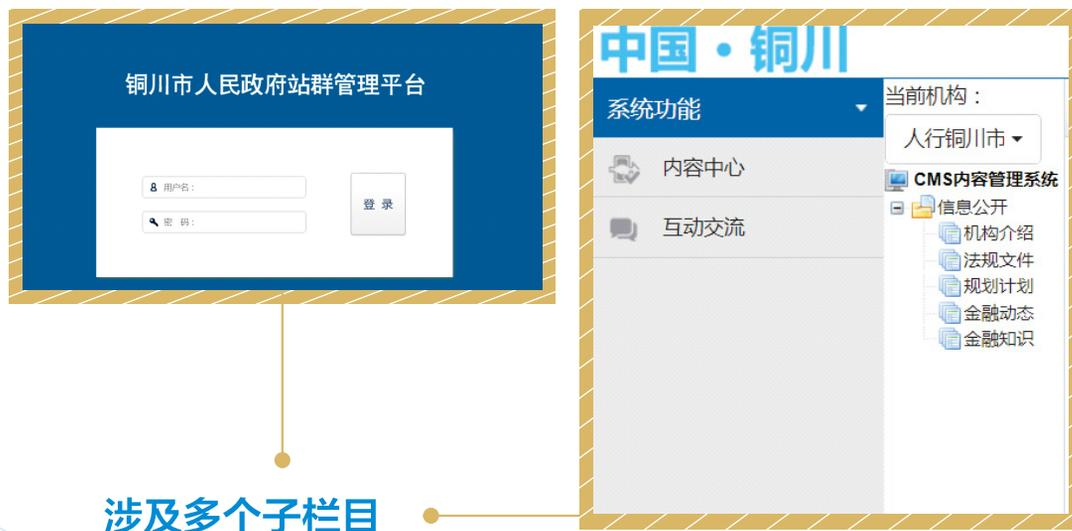 铜川市人民政府站群管理平台
用户名：
密 码：
登 录
中国·铜川
系统功能
内容中心
互动交流
当前机构：
人行铜川市
CMS内容管理系统
信息公开
机构介绍
法规文件
规划计划
金融动态
金融知识
涉及多个子栏目